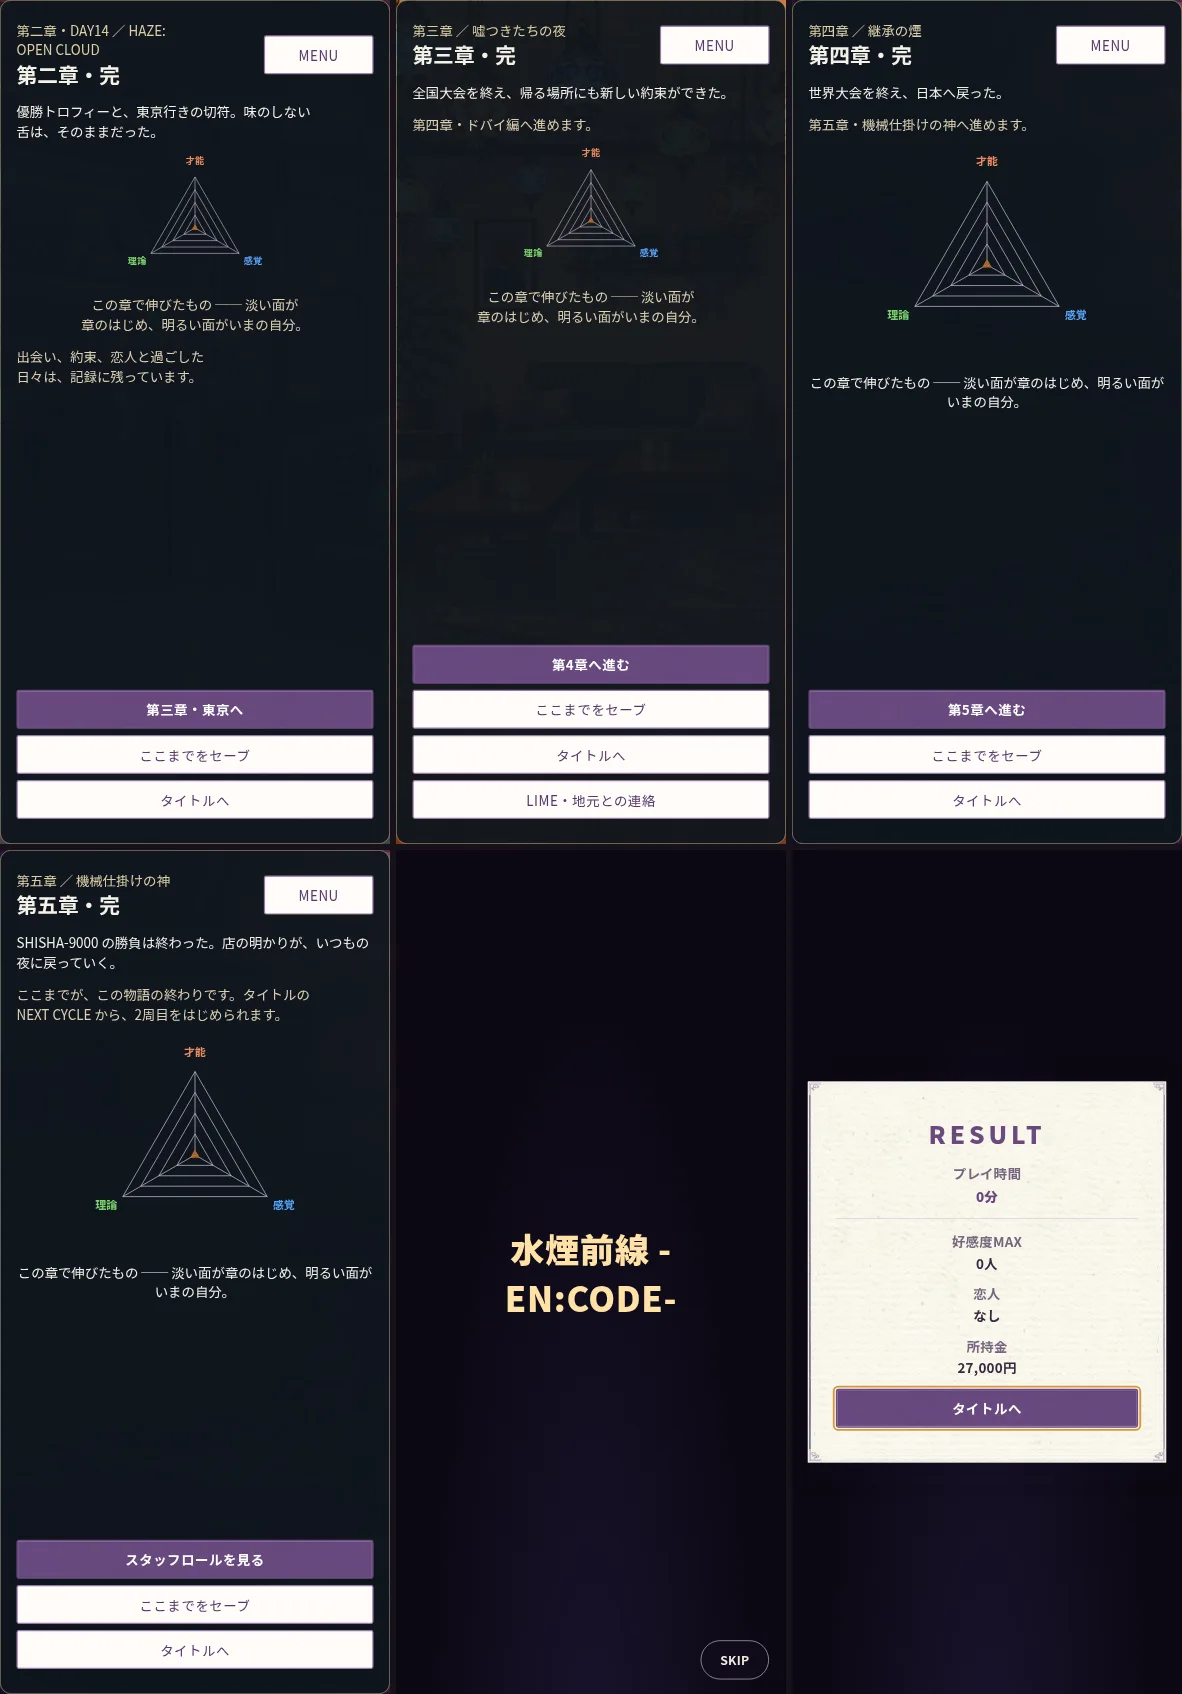 第二章・DAY14 ／ HAZE:
OPEN CLOUD
第二章・完
MENU
優勝トロフィーと、東京行きの切符。味のしない
舌は、そのままだった。
才能
理論
感覚
この章で伸びたもの ── 淡い面が
章のはじめ、明るい面がいまの自分。
出会い、約束、恋人と過ごした
日々は、記録に残っています。
第三章・東京へ
ここまでをセーブ
タイトルへ
第三章 ／ 嘘つきたちの夜
第三章・完
MENU
全国大会を終え、帰る場所にも新しい約束ができた。
第四章・ドバイ編へ進めます。
才能
理論
感覚
この章で伸びたもの ── 淡い面が
章のはじめ、明るい面がいまの自分。
第4章へ進む
ここまでをセーブ
タイトルへ
LIME・地元との連絡
第四章 ／ 継承の煙
第四章・完
MENU
世界大会を終え、日本へ戻った。
第五章・機械仕掛けの神へ進めます。
才能
理論
感覚
この章で伸びたもの ── 淡い面が章のはじめ、明るい面が
いまの自分。
第5章へ進む
ここまでをセーブ
タイトルへ
第五章 ／ 機械仕掛けの神
第五章・完
MENU
SHISHA-9000 の勝負は終わった。店の明かりが、いつもの
夜に戻っていく。
ここまでが、この物語の終わりです。タイトルの
NEXT CYCLE から、2周目をはじめられます。
才能
理論
感覚
この章で伸びたもの ── 淡い面が章のはじめ、明るい面が
いまの自分。
スタッフロールを見る
ここまでをセーブ
タイトルへ
水煙前線 -
EN:CODE-
SKIP
RESULT
プレイ時間
0分
好感度MAX
0人
恋人
なし
所持金
27,000円
タイトルへ